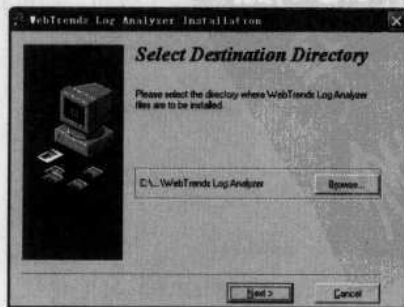 WebTrends Log Analyzer Installation
Select Destination Directory
Please select the directory where WebTrends Log Analyzer
files are to be installed.
C:\...\WebTrends Log Analyzer
Browse...
Next >
Cancel